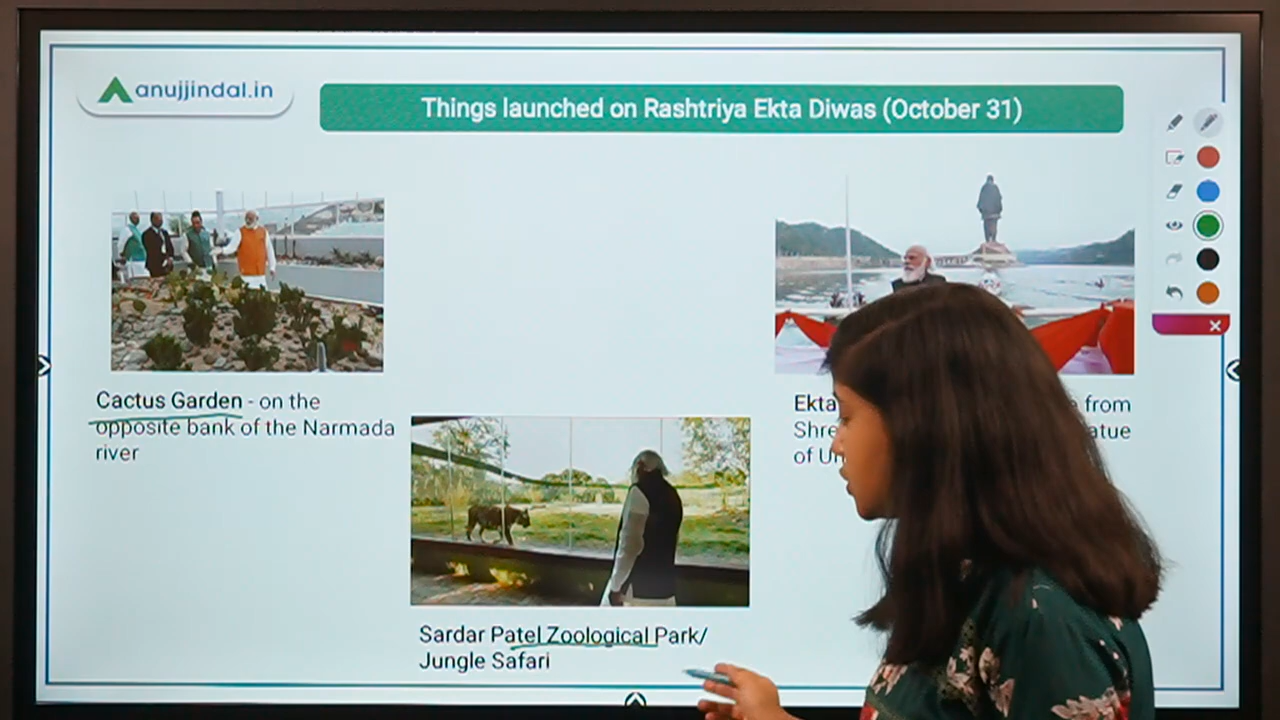 anujjindal.in
Things launched on Rashtriya Ekta Diwas (October 31)
Cactus Garden - on the
opposite bank of the Narmada
river
Sardar Patel Zoological Park/
Jungle Safari
Ekta
from
Shre
of